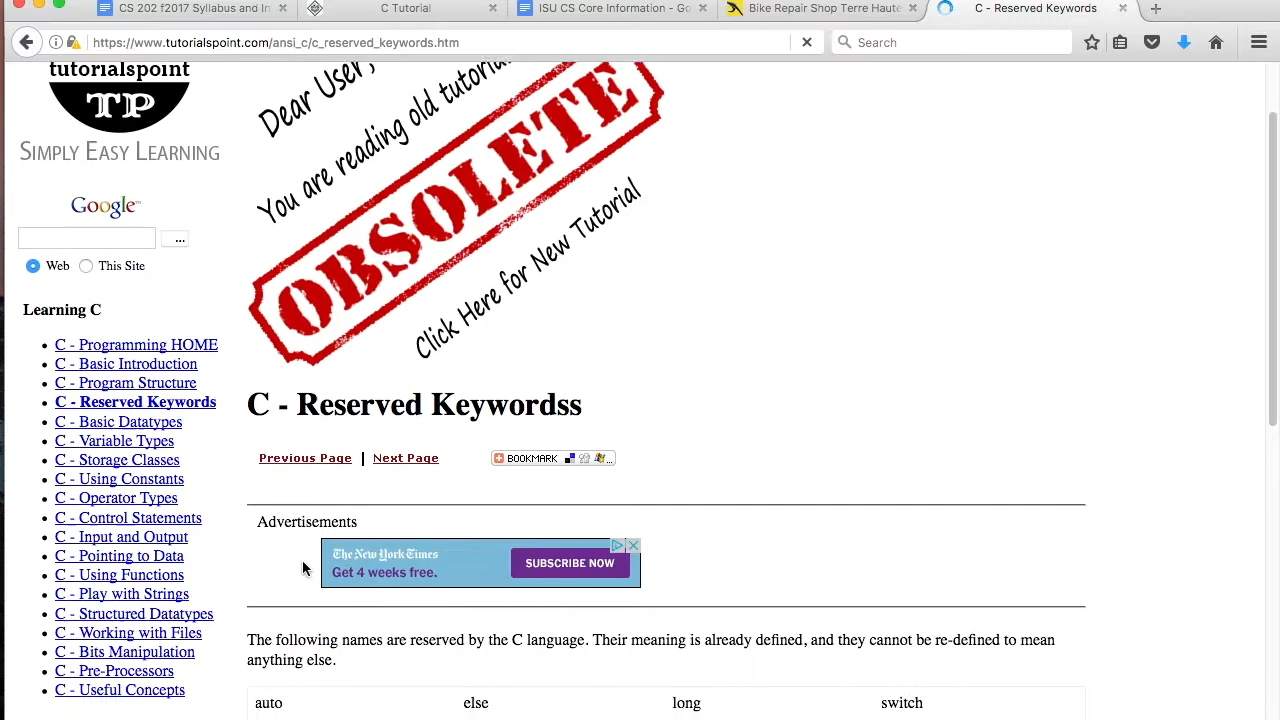 CS 202 f2017 Syllabus and In
C Tutorial
ISU CS Core Information - Go
Bike Repair Shop Terre Haute
C - Reserved Keywords
https://www.tutorialspoint.com/ansi_c/c_reserved_keywords.htm
Search
tutorialspoint
TP
SIMPLY EASY LEARNING
Dear User,
You are reading old tutorial
OBSOLETE
Click Here for New Tutorial
Google™
...
Web
This Site
Learning C
C - Programming HOME
C - Basic Introduction
C - Program Structure
C - Reserved Keywords
C - Basic Datatypes
C - Variable Types
C - Storage Classes
C - Using Constants
C - Operator Types
C - Control Statements
C - Input and Output
C - Pointing to Data
C - Using Functions
C - Play with Strings
C - Structured Datatypes
C - Working with Files
C - Bits Manipulation
C - Pre-Processors
C - Useful Concepts
C - Reserved Keywordss
Previous Page | Next Page
BOOKMARK
...
Advertisements
The New York Times
Get 4 weeks free.
SUBSCRIBE NOW
The following names are reserved by the C language. Their meaning is already defined, and they cannot be re-defined to mean
anything else.
auto else long switch